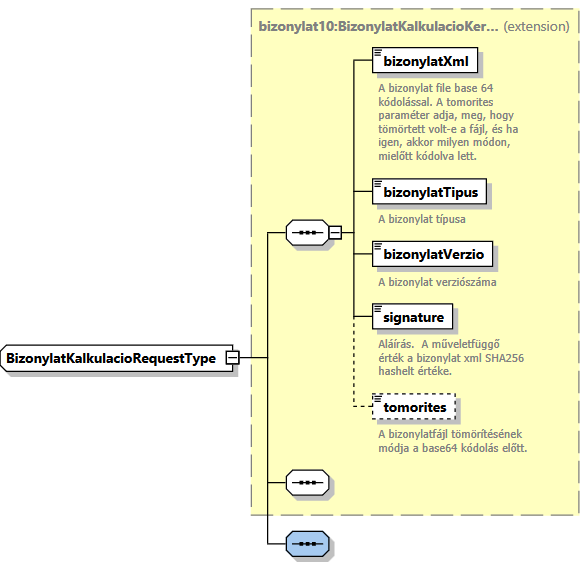 bizonylat10:BizonylatKalkulacioKer... (extension)
bizonylatXml
A bizonylat file base 64
kódolással. A tomorites
paraméter adja, meg, hogy
tömörtett volt-e a fájl, és ha
igen, akkor milyen módon,
mielőtt kódolva lett.
bizonylatTipus
A bizonylat típusa
bizonylatVerzio
A bizonylat verziószáma
signature
Aláírás.  A műveletfüggő
érték a bizonylat xml SHA256
hashelt értéke.
BizonylatKalkulacioRequestType
tomorites
A bizonylatfájl tömörítésének
módja a base64 kódolás előtt.